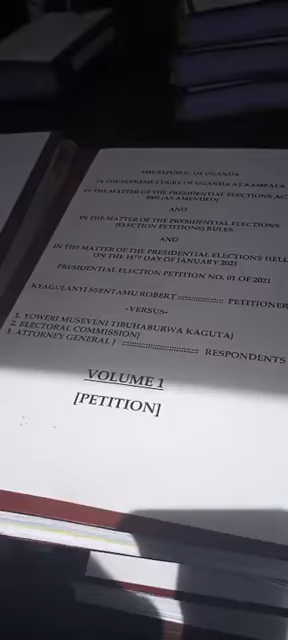 THE REPUBLIC OF UGANDA
IN THE SUPREME COURT OF UGANDA AT KAMPALA
IN THE MATTER OF THE PRESIDENTIAL ELECTIONS AC
2005 [AS AMENDED]
AND
IN THE MATTER OF THE PRESIDENTIAL ELECTIONS
(ELECTION PETITIONS) RULES
AND
IN THE MATTER OF THE PRESIDENTIAL ELECTIONS HELD
ON THE 14TH DAY OF JANUARY 2021
PRESIDENTIAL ELECTION PETITION NO. 01 OF 2021
KYAGULANYI SSENTAMU ROBERT :::::::::::::::: PETITIONER
-VERSUS-
1. YOWERI MUSEVENI TIBUHABURWA KAGUTA)
2. ELECTORAL COMMISSION)
3. ATTORNEY GENERAL ) :::::::::::::::::::::::: RESPONDENTS
VOLUME 1
[PETITION]